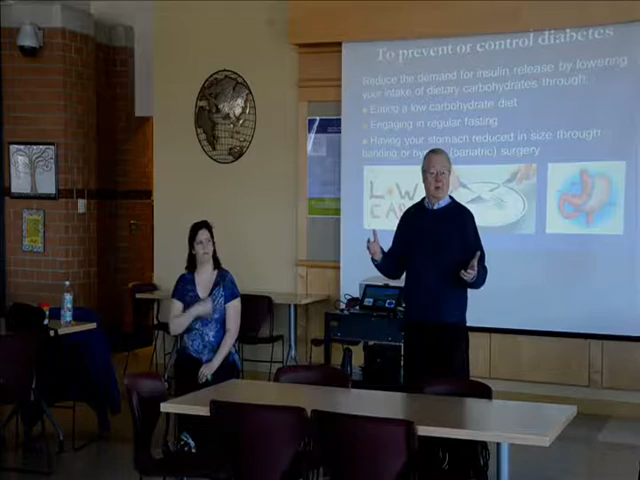 To prevent or control diabetes
Reduce the demand for insulin release by lowering
your intake of dietary carbohydrates through:
Eating a low carbohydrate diet
Engaging in regular fasting
Having your stomach reduced in size through
banding or (bariatric) surgery
LOW
CARB